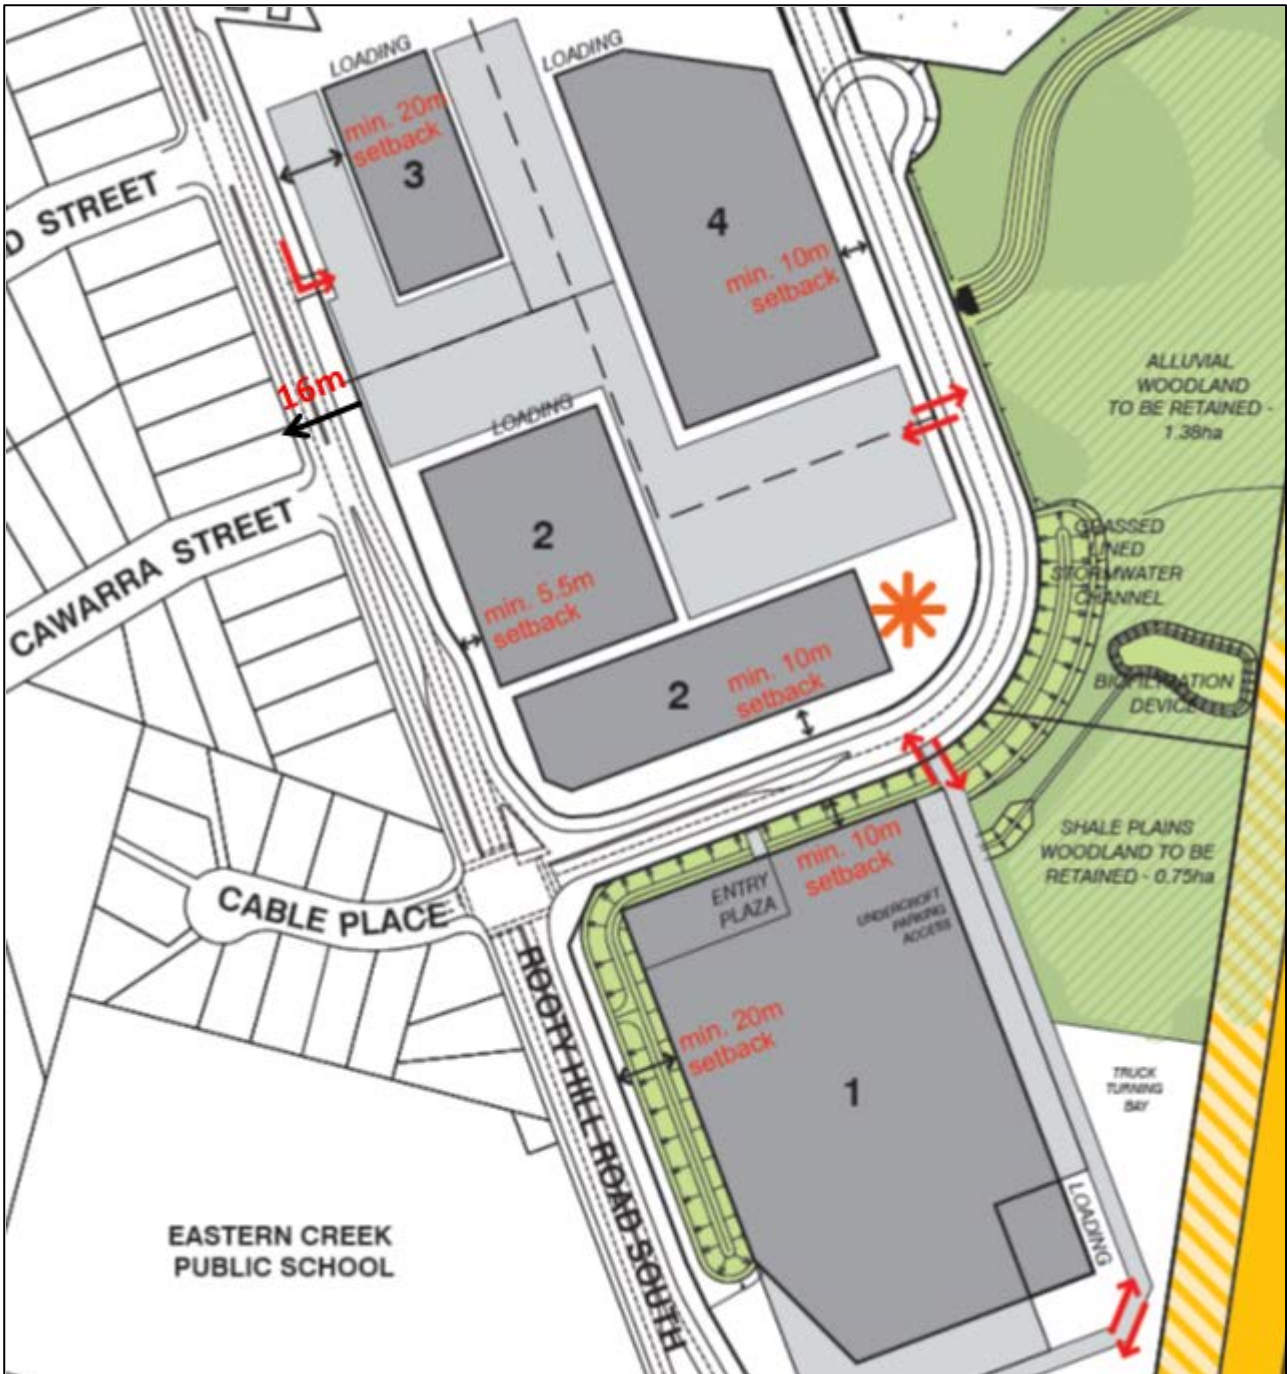 LOADING
LOADING
min. 20m
setback
3
4
D STREET
min. 10m
setback
16m
LOADING
ALLUVIAL
WOODLAND
TO BE RETAINED -
1.38ha
CAWARRA STREET
2
min. 5.5m
setback
GRASSED
LINED
STORMWATER
CHANNEL
2
min. 10m
setback
BIOFILTRATION
DEVICE
SHALE PLAINS
WOODLAND TO BE
RETAINED - 0.75ha
min. 10m
setback
CABLE PLACE
ENTRY
PLAZA
UNDERCROFT
PARKING
ACCESS
ROOTY HILL ROAD SOUTH
min. 20m
setback
1
TRUCK
TURNING
BAY
LOADING
EASTERN CREEK
PUBLIC SCHOOL